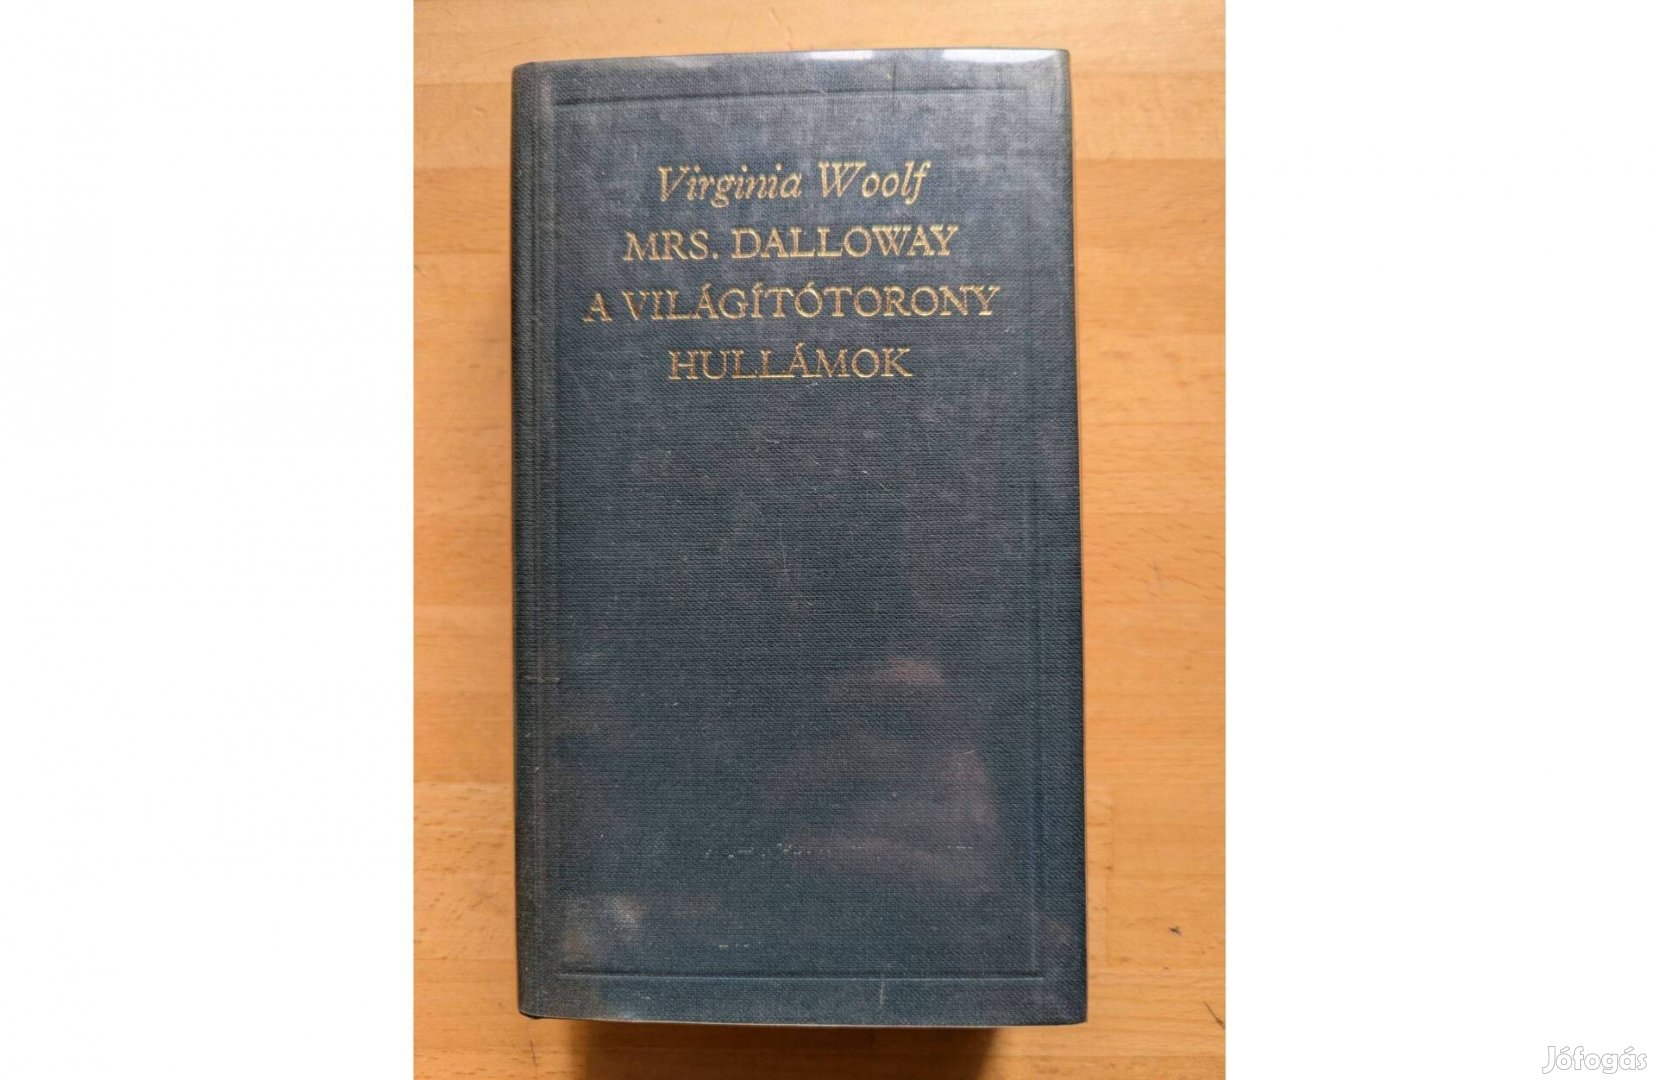 Virginia Woolf
MRS. DALLOWAY
A VILÁGÍTÓTORONY
HULLÁMOK
Jófogás